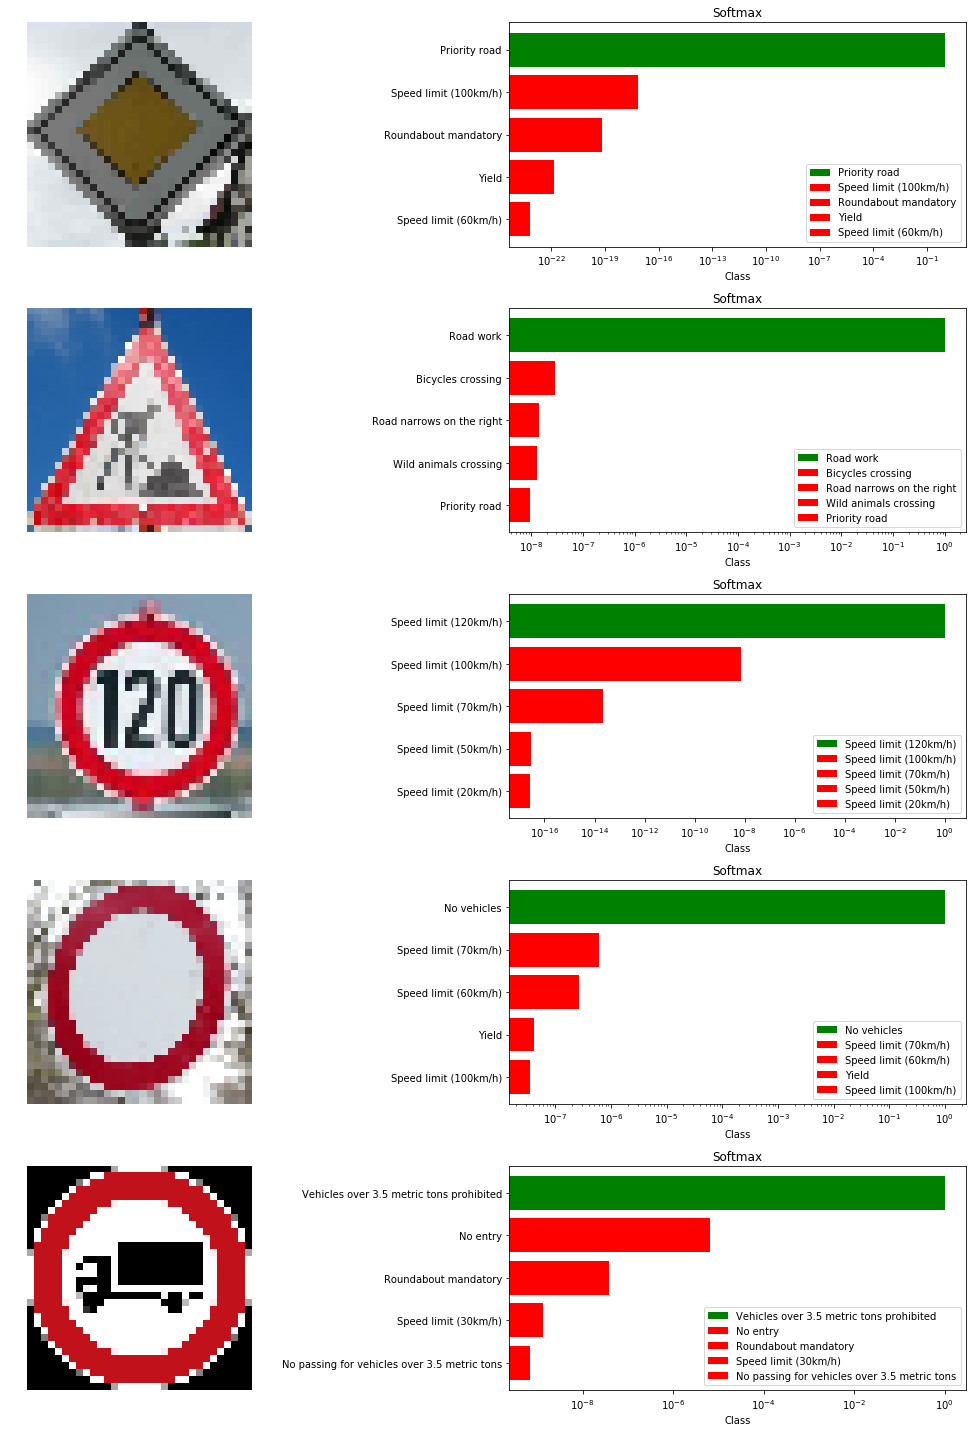 Softmax
Priority road
Speed limit (100km/h)
Roundabout mandatory
Yield
Speed limit (60km/h)
Priority road
Speed limit (100km/h)
Roundabout mandatory
Yield
Speed limit (60km/h)
10⁻²² 10⁻¹⁹ 10⁻¹⁶ 10⁻¹³ 10⁻¹⁰ 10⁻⁷ 10⁻⁴ 10⁻¹
Class
Softmax
Road work
Bicycles crossing
Road narrows on the right
Wild animals crossing
Priority road
Road work
Bicycles crossing
Road narrows on the right
Wild animals crossing
Priority road
10⁻⁸ 10⁻⁷ 10⁻⁶ 10⁻⁵ 10⁻⁴ 10⁻³ 10⁻² 10⁻¹ 10⁰
Class
120
Softmax
Speed limit (120km/h)
Speed limit (100km/h)
Speed limit (70km/h)
Speed limit (50km/h)
Speed limit (20km/h)
Speed limit (120km/h)
Speed limit (100km/h)
Speed limit (70km/h)
Speed limit (50km/h)
Speed limit (20km/h)
10⁻¹⁶ 10⁻¹⁴ 10⁻¹² 10⁻¹⁰ 10⁻⁸ 10⁻⁶ 10⁻⁴ 10⁻² 10⁰
Class
Softmax
No vehicles
Speed limit (70km/h)
Speed limit (60km/h)
Yield
Speed limit (100km/h)
No vehicles
Speed limit (70km/h)
Speed limit (60km/h)
Yield
Speed limit (100km/h)
10⁻⁷ 10⁻⁶ 10⁻⁵ 10⁻⁴ 10⁻³ 10⁻² 10⁻¹ 10⁰
Class
Softmax
Vehicles over 3.5 metric tons prohibited
No entry
Roundabout mandatory
Speed limit (30km/h)
No passing for vehicles over 3.5 metric tons
Vehicles over 3.5 metric tons prohibited
No entry
Roundabout mandatory
Speed limit (30km/h)
No passing for vehicles over 3.5 metric tons
10⁻⁸ 10⁻⁶ 10⁻⁴ 10⁻² 10⁰
Class